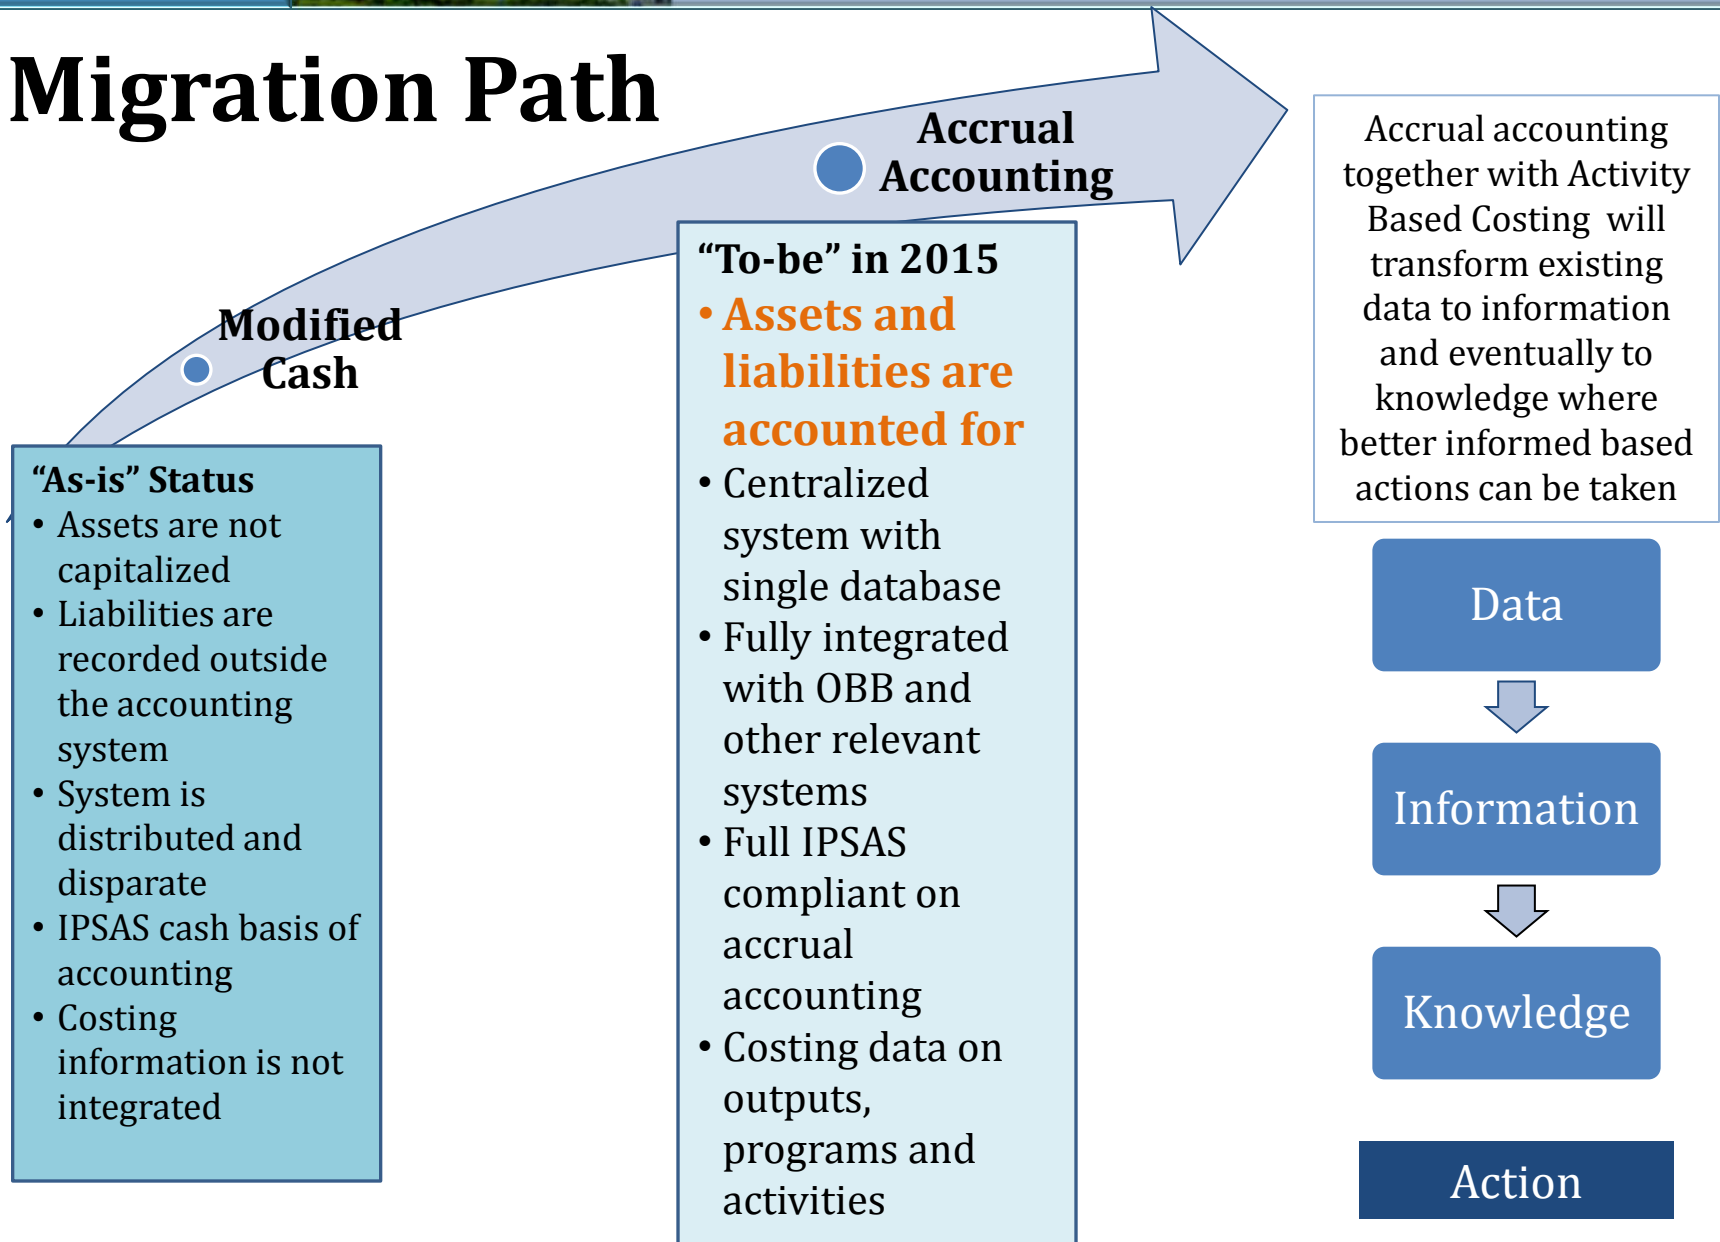 Migration Path
Modified
Cash
Accrual
Accounting
“As-is” Status
• Assets are not
capitalized
• Liabilities are
recorded outside
the accounting
system
• System is
distributed and
disparate
• IPSAS cash basis of
accounting
• Costing
information is not
integrated
“To-be” in 2015
• Assets and
liabilities are
accounted for
• Centralized
system with
single database
• Fully integrated
with OBB and
other relevant
systems
• Full IPSAS
compliant on
accrual
accounting
• Costing data on
outputs,
programs and
activities
Accrual accounting
together with Activity
Based Costing will
transform existing
data to information
and eventually to
knowledge where
better informed based
actions can be taken
Data
Information
Knowledge
Action